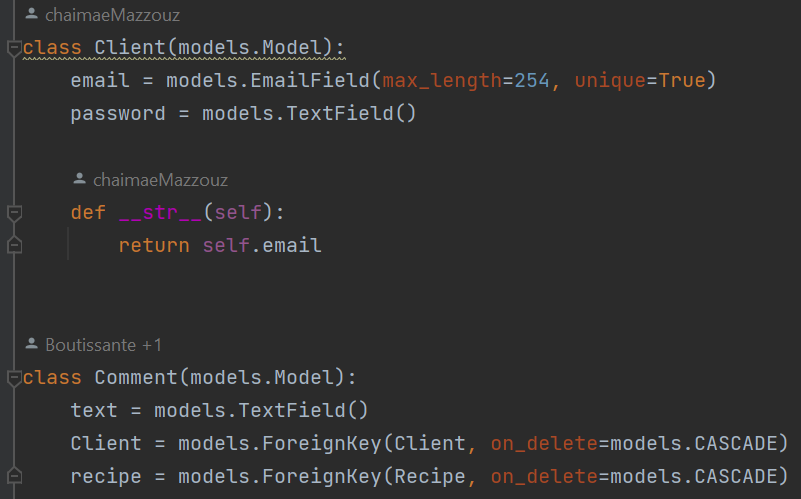 chaimaeMazzouz
class Client(models.Model):
    email = models.EmailField(max_length=254, unique=True)
    password = models.TextField()
    chaimaeMazzouz
    def __str__(self):
        return self.email
Boutissante +1
class Comment(models.Model):
    text = models.TextField()
    Client = models.ForeignKey(Client, on_delete=models.CASCADE)
    recipe = models.ForeignKey(Recipe, on_delete=models.CASCADE)